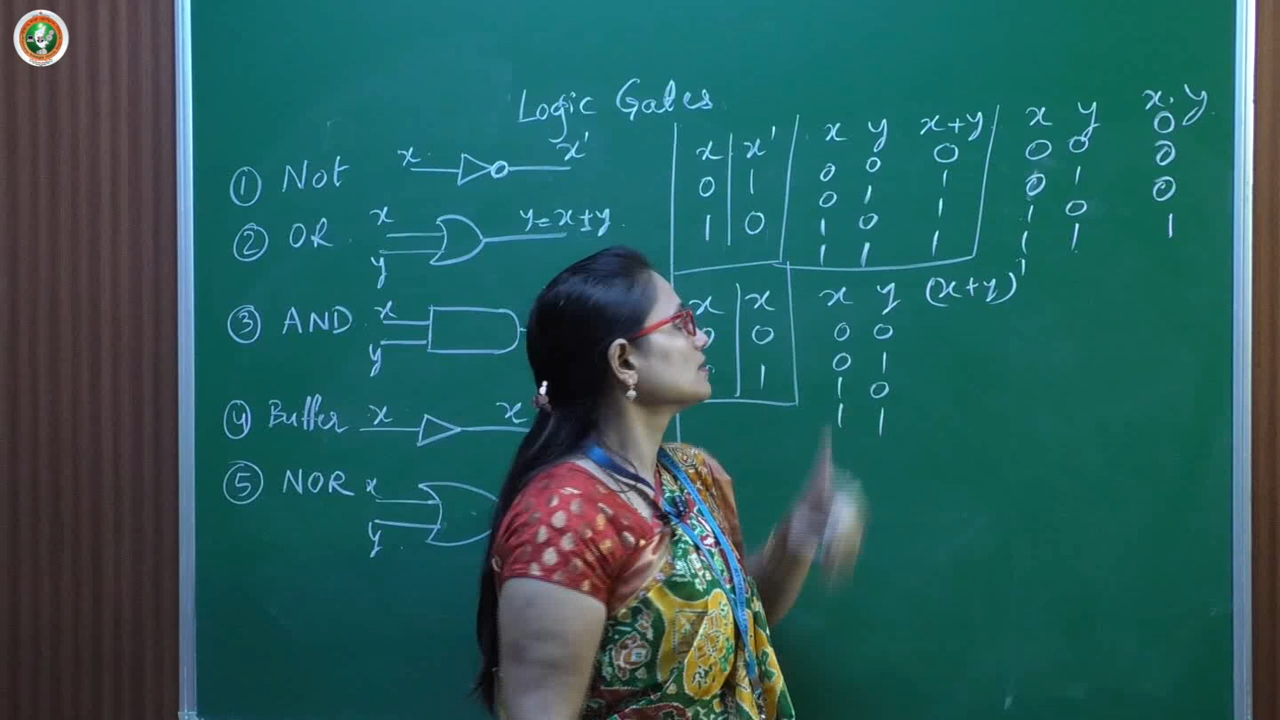 Logic Gates
① Not x x'
② OR x y y=x+y
③ AND x y
④ Buffer x x
⑤ NOR x y
x x'
0 1
1 0
x y x+y
0 0 0
0 1 1
1 0 1
1 1 1
x y x.y
0 0 0
0 1 0
1 0 0
1 1 1
x x
0 0
1
x y (x+y)'
0 0
0 1
1 0
1 1